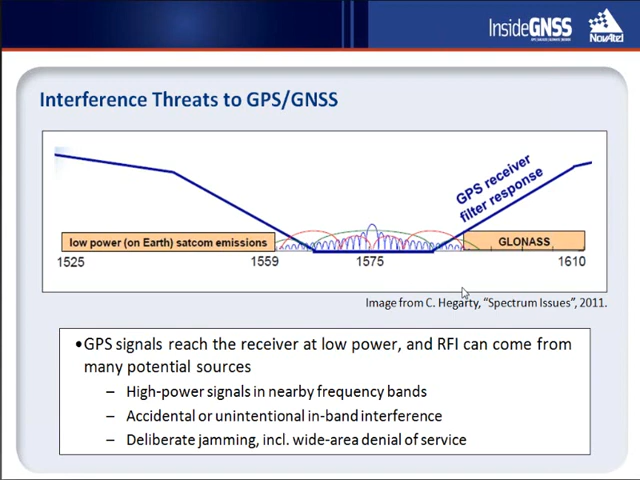 InsideGNSS
NovAtel
Interference Threats to GPS/GNSS
GPS receiver
filter response
low power (on Earth) satcom emissions
GLONASS
1525
1559
1575
1610
Image from C. Hegarty, “Spectrum Issues”, 2011.
•GPS signals reach the receiver at low power, and RFI can come from
many potential sources
– High-power signals in nearby frequency bands
– Accidental or unintentional in-band interference
– Deliberate jamming, incl. wide-area denial of service